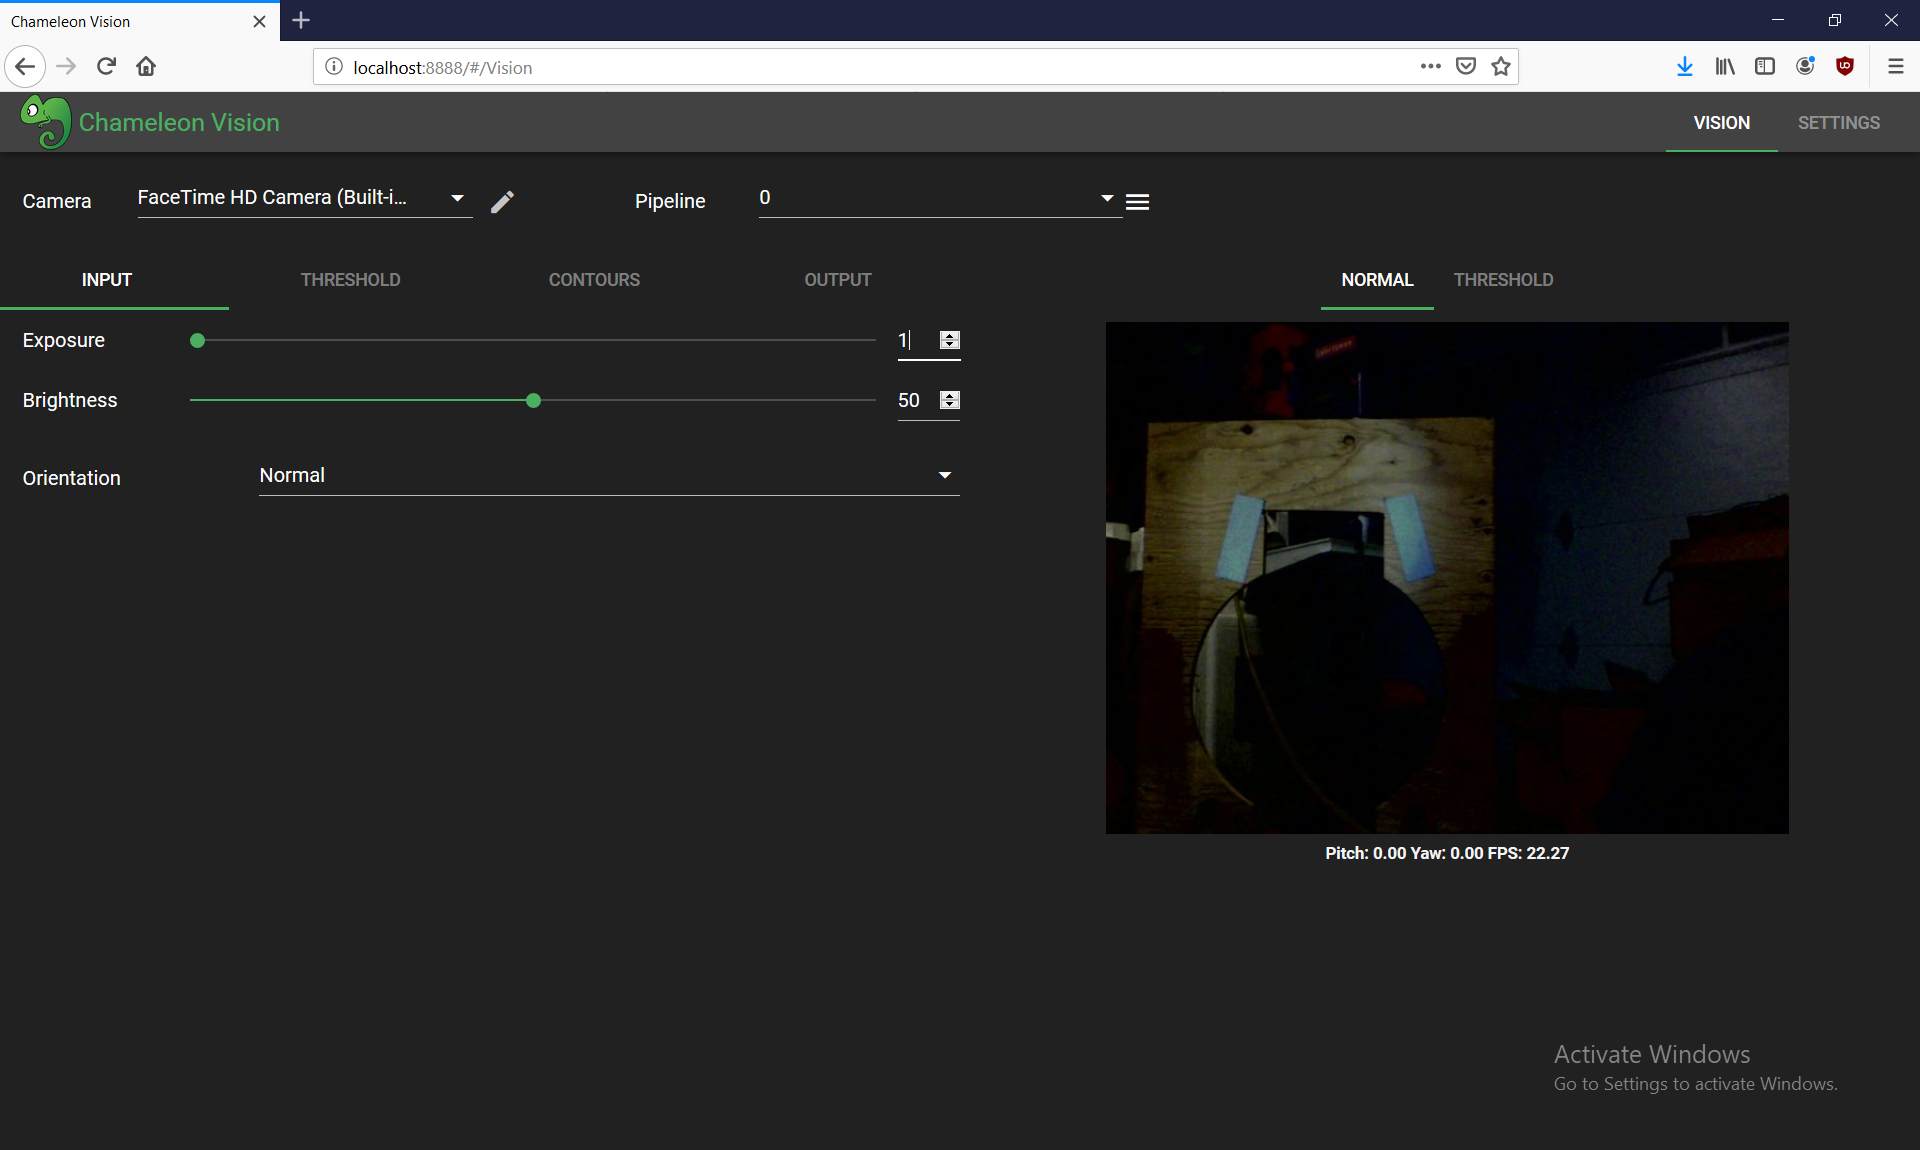 Chameleon Vision
localhost:8888/#/Vision
Chameleon Vision
VISION
SETTINGS
Camera
FaceTime HD Camera (Built-i...
Pipeline
0
INPUT
THRESHOLD
CONTOURS
OUTPUT
NORMAL
THRESHOLD
Exposure
1
Brightness
50
Orientation
Normal
Pitch: 0.00 Yaw: 0.00 FPS: 22.27
Activate Windows
Go to Settings to activate Windows.